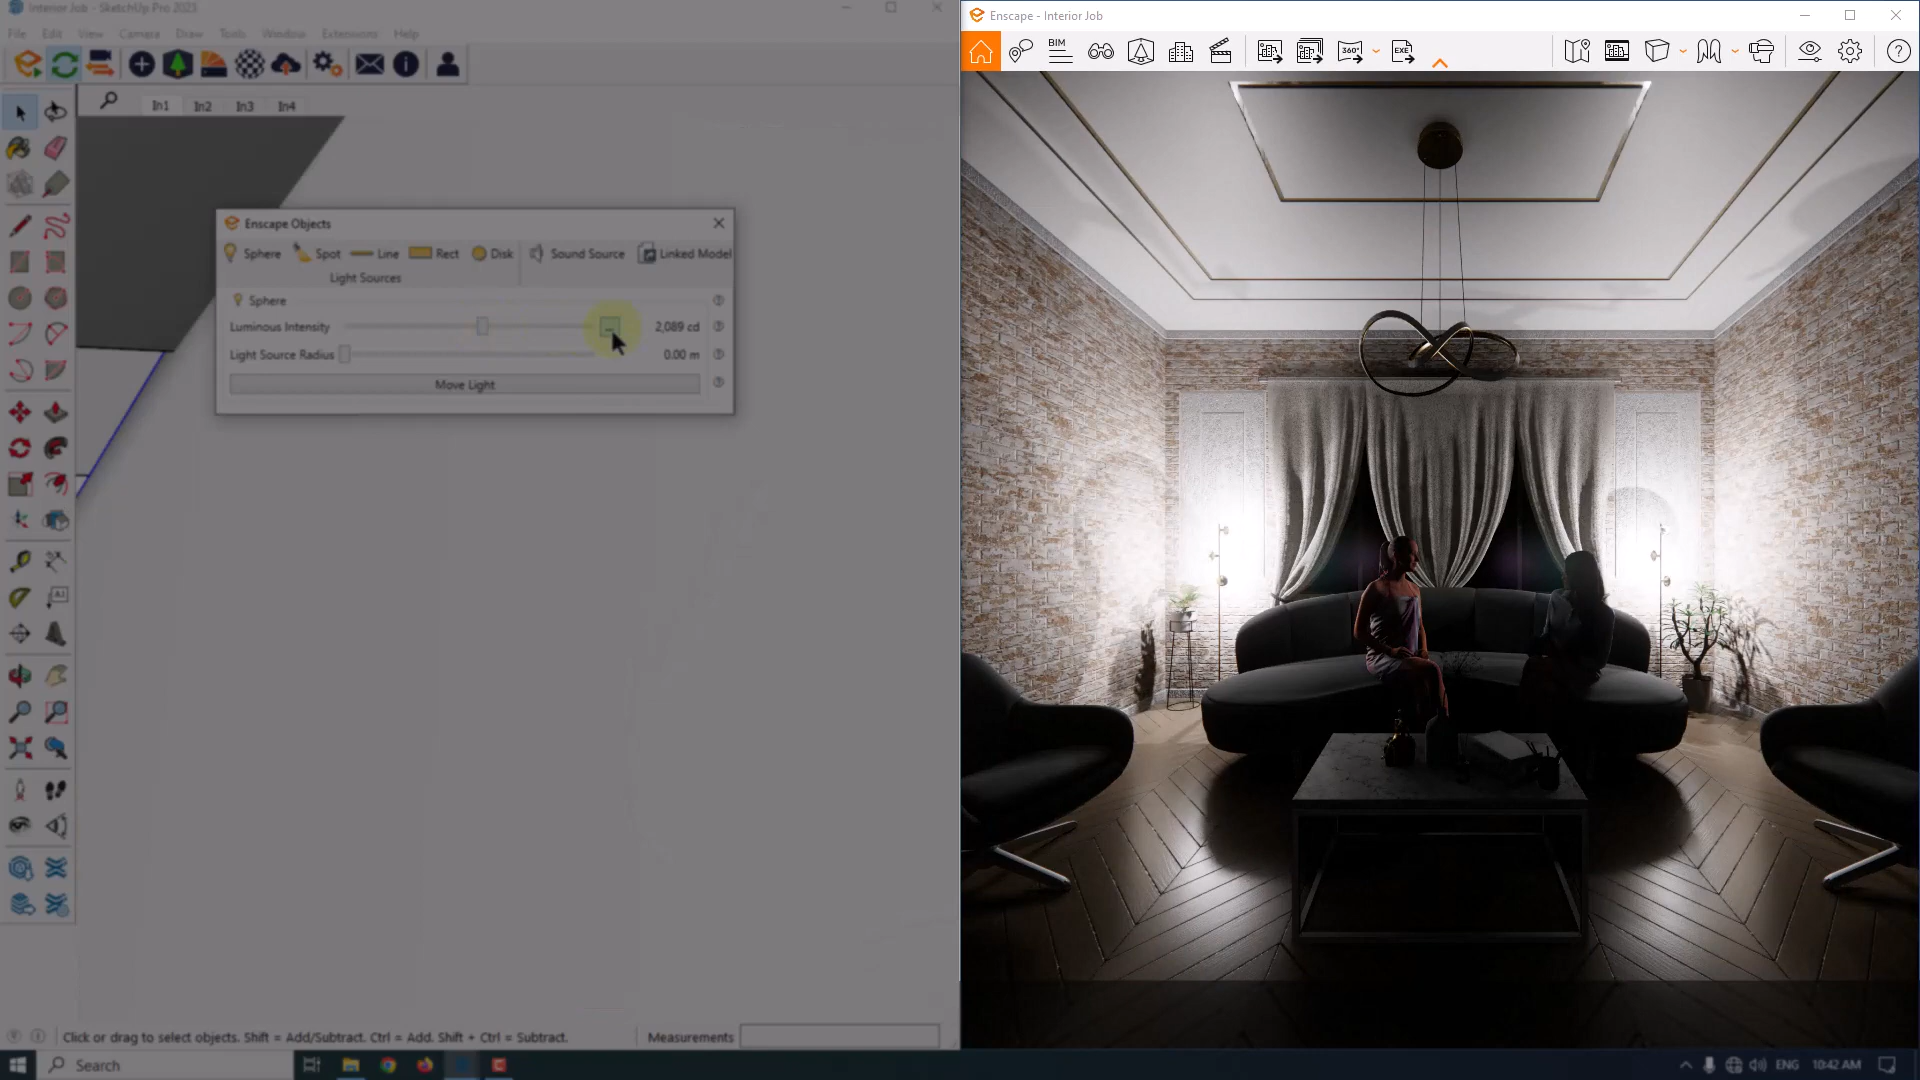 Interior Job - SketchUp Pro 2023
File Edit View Camera Draw Tools Window Extensions Help
In1 In2 In3 In4
Enscape Objects
Sphere Spot Line Rect Disk Sound Source Linked Model
Light Sources
Sphere
Luminous Intensity 2,089 cd
Light Source Radius 0.00 m
Move Light
Click or drag to select objects. Shift = Add/Subtract. Ctrl = Add. Shift + Ctrl = Subtract. Measurements
Enscape - Interior Job
BIM 360° EXE
Search
ENG 10:42 AM